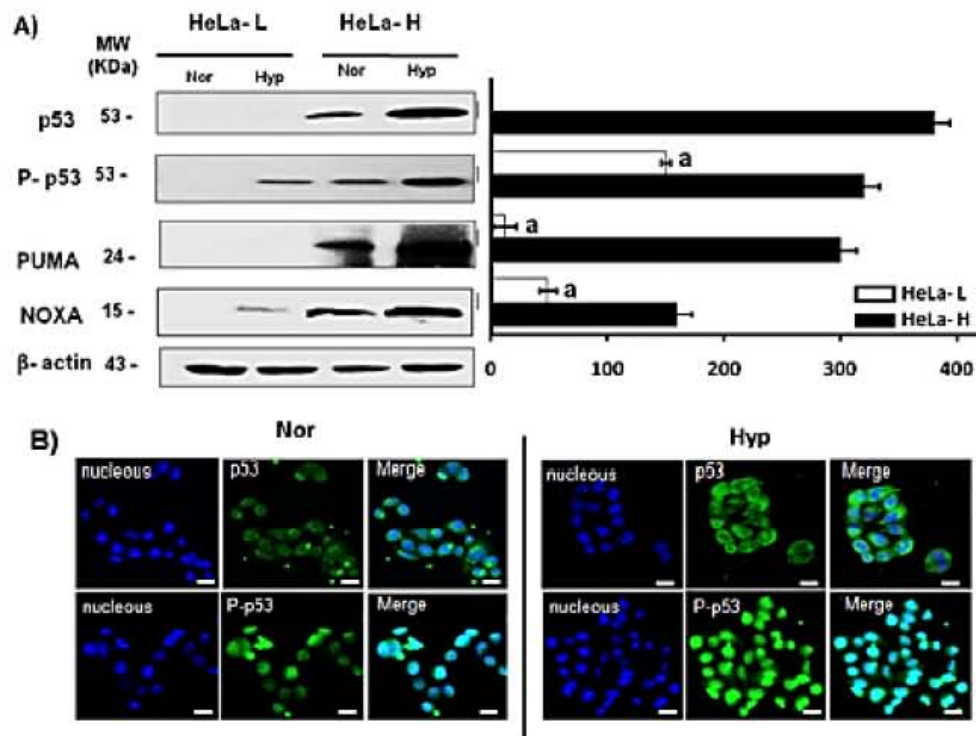 A)
HeLa- L HeLa- H
MW
(KDa)
Nor Hyp Nor Hyp
p53 53 -
P- p53 53 - a
PUMA 24 - a
NOXA 15 - a
HeLa- L
HeLa- H
β- actin 43 -
0 100 200 300 400
B) Nor Hyp
nucleous p53 Merge nucleous p53 Merge
nucleous P-p53 Merge nucleous P-p53 Merge